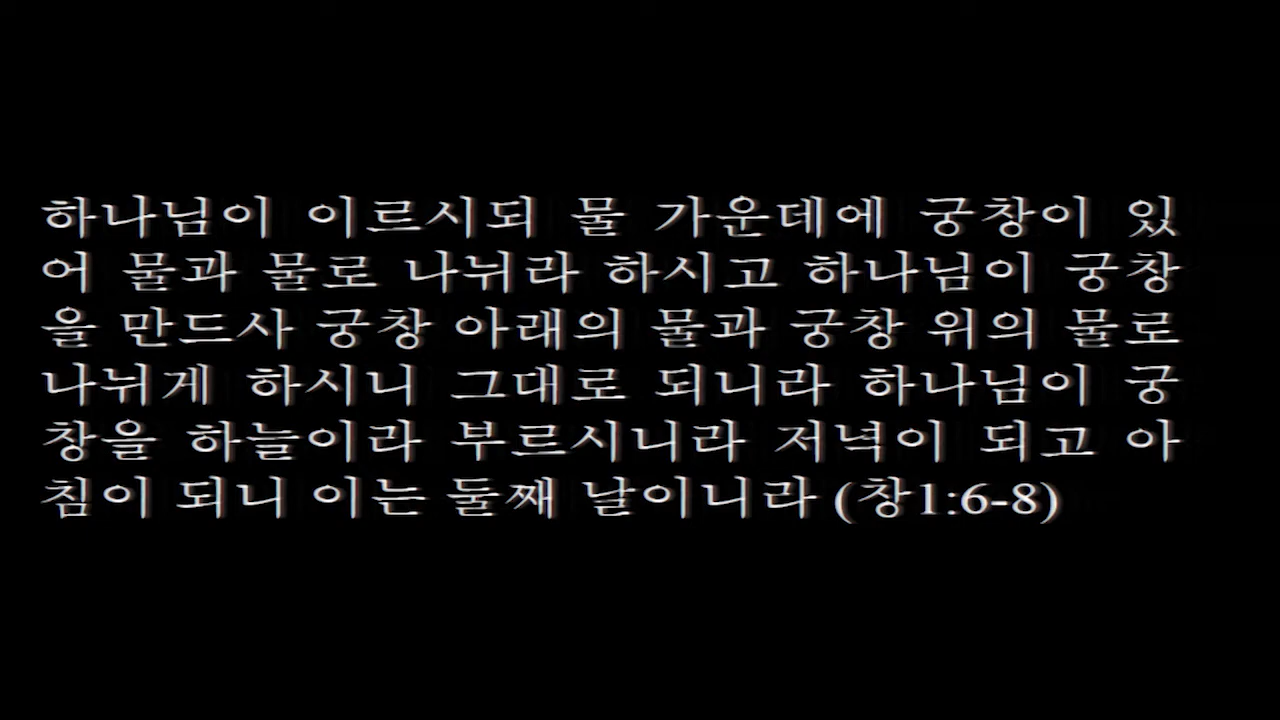 하나님이 이르시되 물 가운데에 궁창이 있
어 물과 물로 나뉘라 하시고 하나님이 궁창
을 만드사 궁창 아래의 물과 궁창 위의 물로
나뉘게 하시니 그대로 되니라 하나님이 궁
창을 하늘이라 부르시니라 저녁이 되고 아
침이 되니 이는 둘째 날이니라 (창1:6-8)